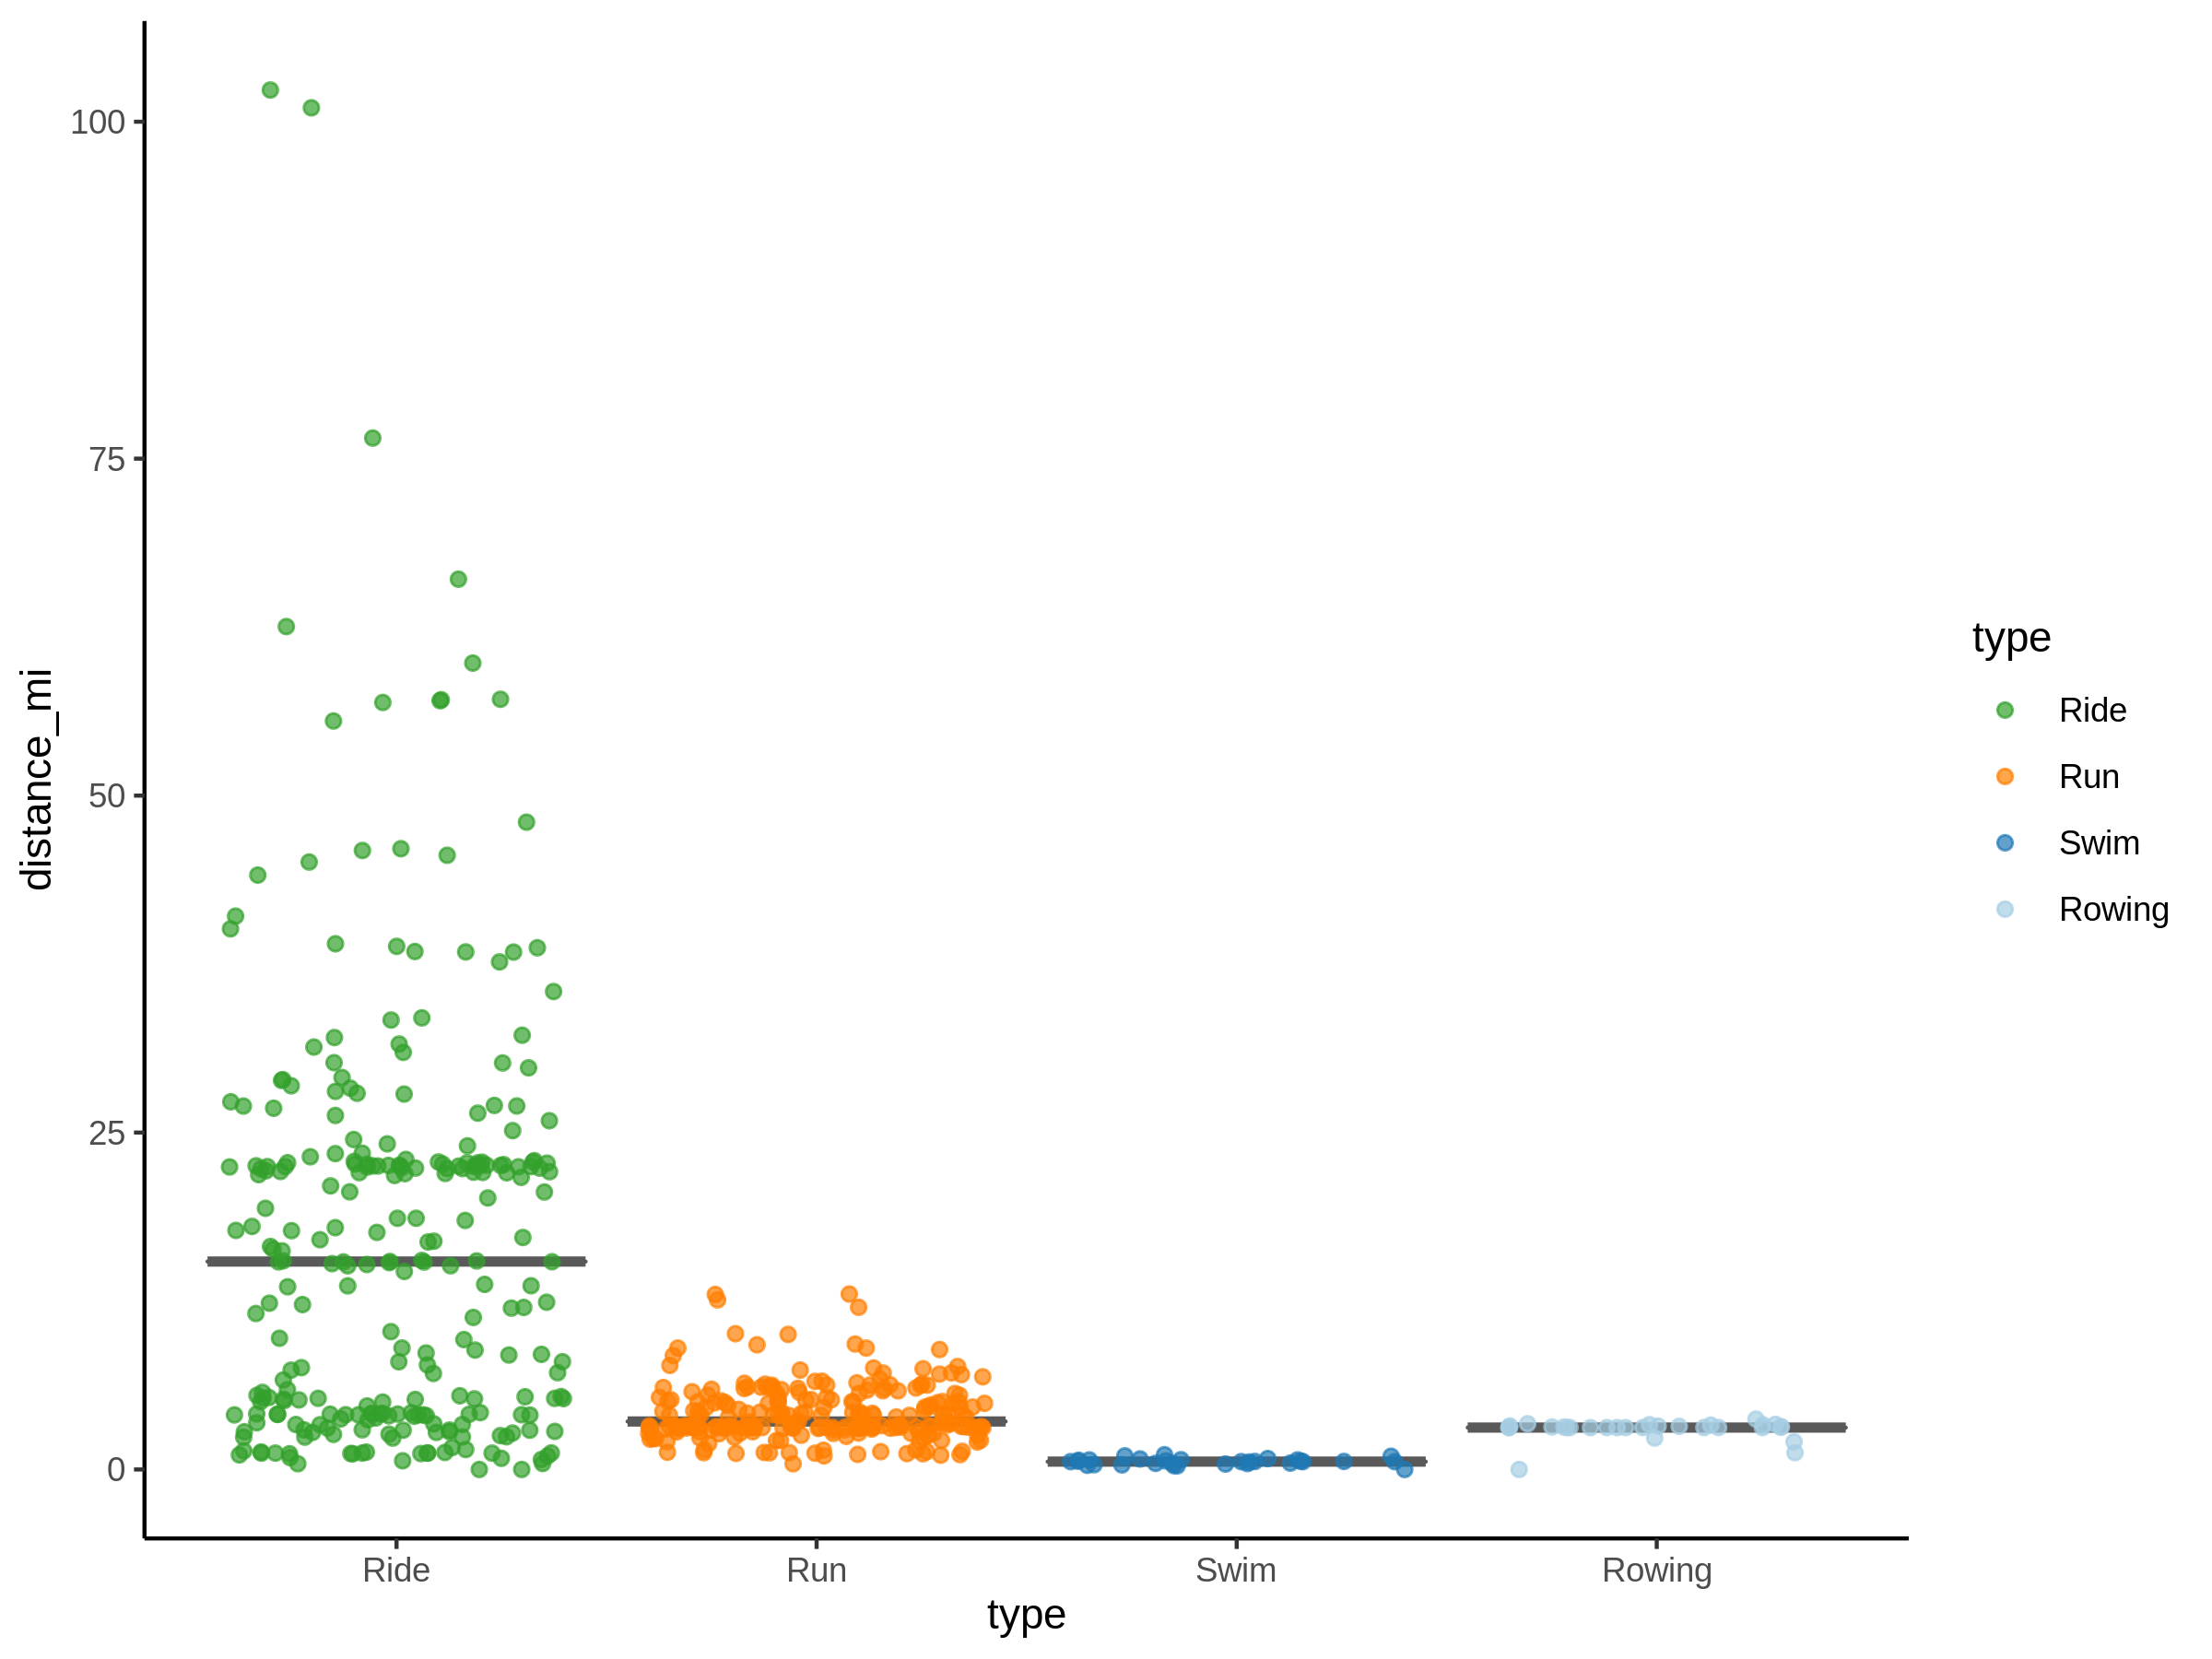 distance_mi
100
75
50
25
0
Ride
Run
Swim
Rowing
type
type
Ride
Run
Swim
Rowing